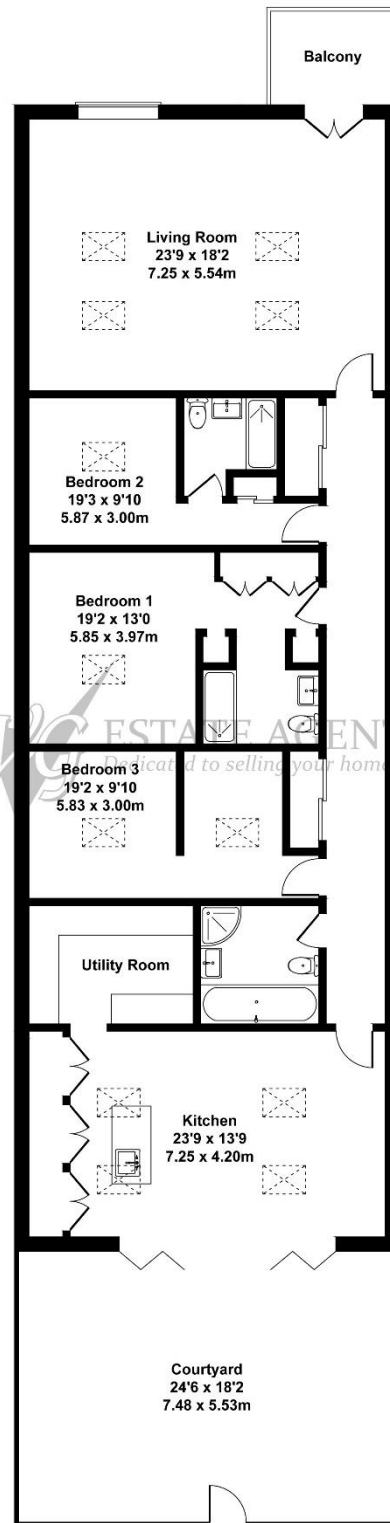 Balcony
Living Room
23'9 x 18'2
7.25 x 5.54m
Bedroom 2
19'3 x 9'10
5.87 x 3.00m
Bedroom 1
19'2 x 13'0
5.85 x 3.97m
ESTATE AGEN
Dedicated to selling your home
Bedroom 3
19'2 x 9'10
5.83 x 3.00m
Utility Room
Kitchen
23'9 x 13'9
7.25 x 4.20m
Courtyard
24'6 x 18'2
7.48 x 5.53m